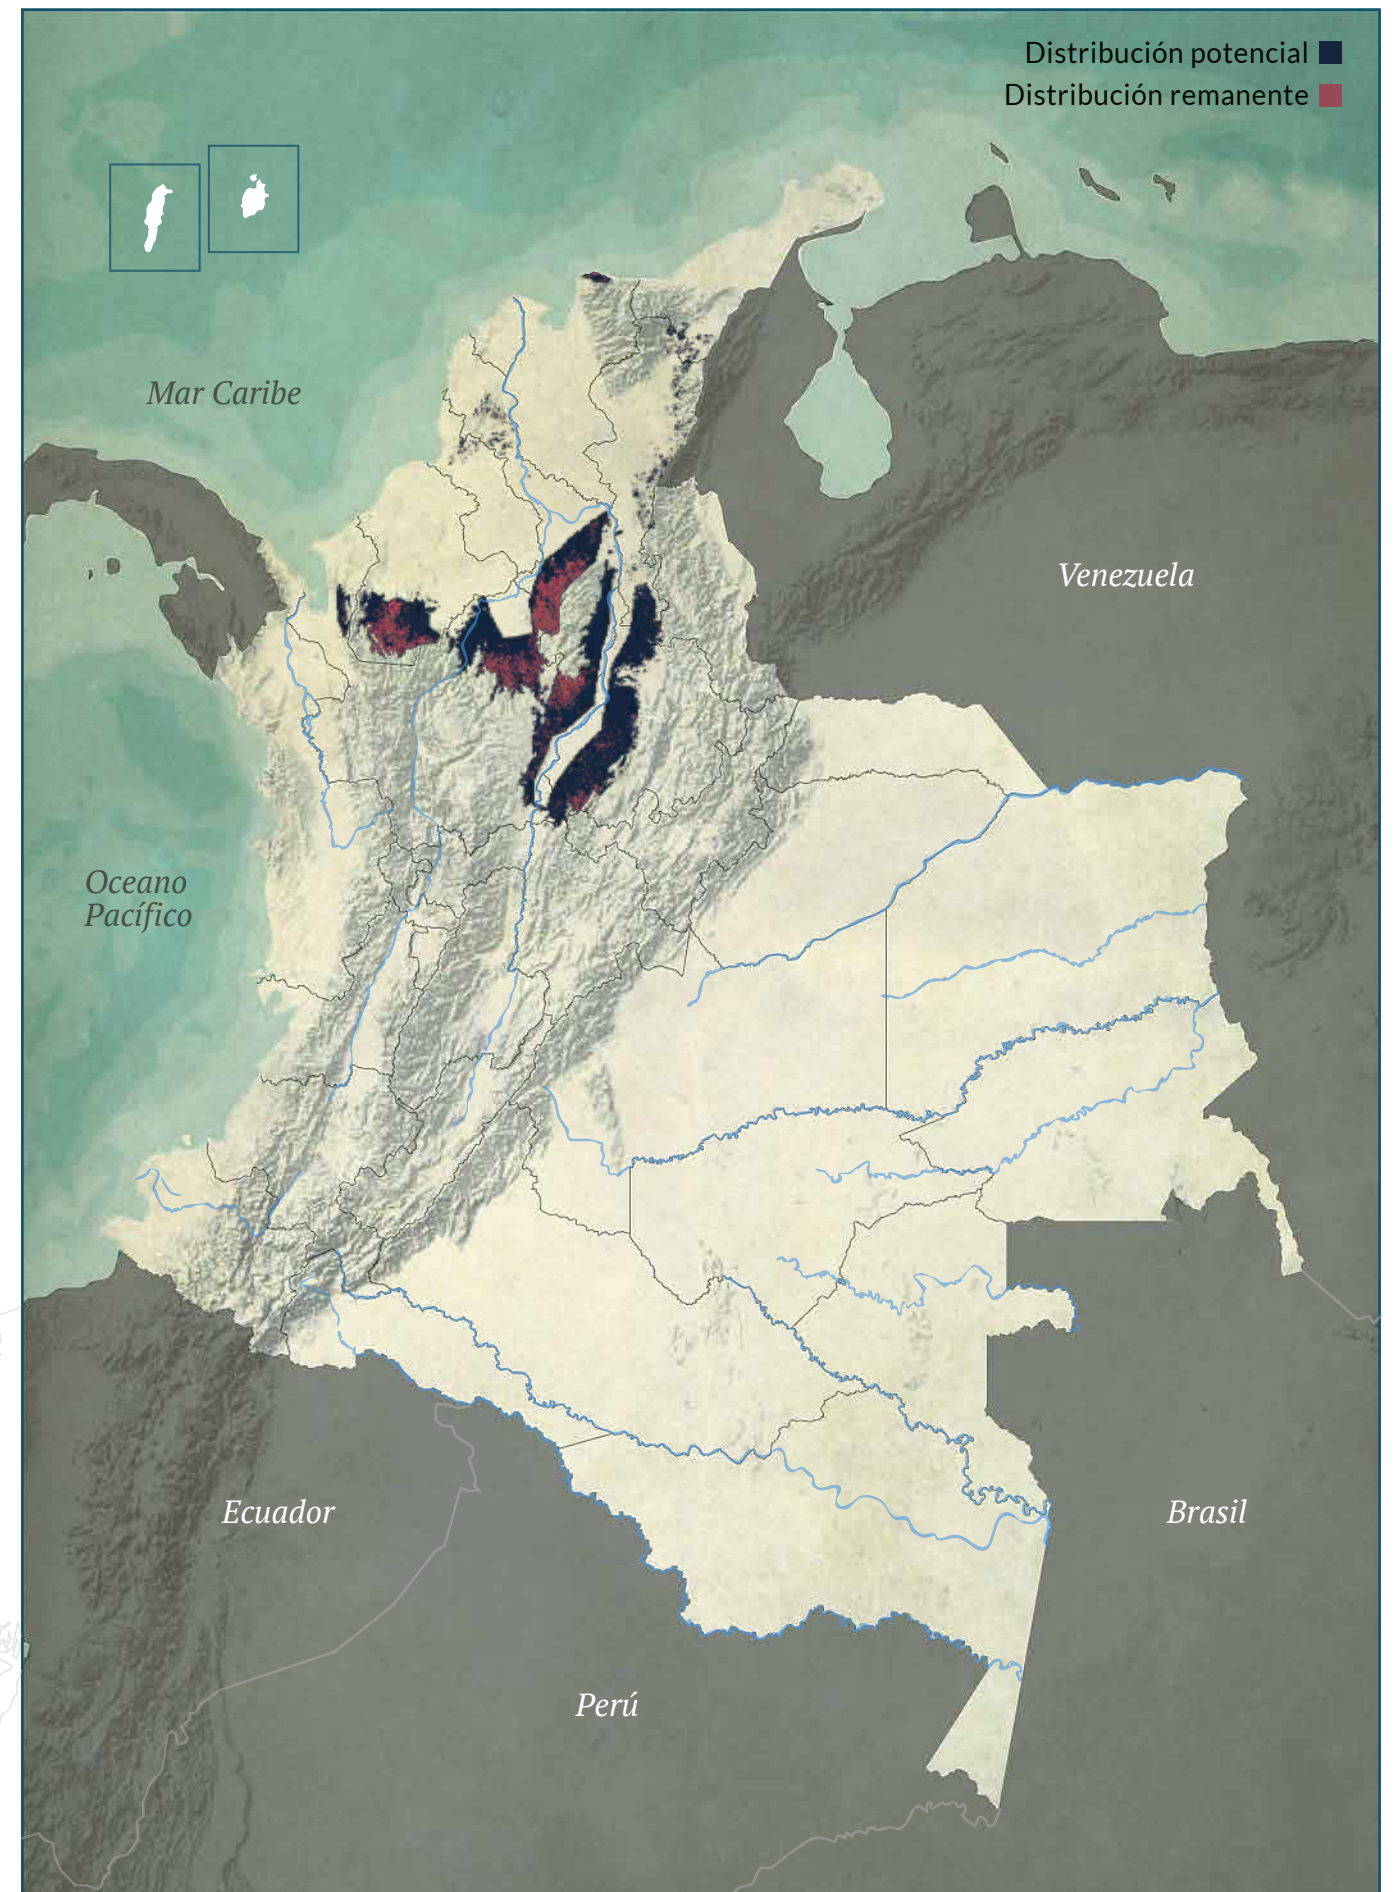 Distribución potencial
Distribución remanente
Mar Caribe
Venezuela
Oceano
Pacífico
Ecuador
Brasil
Perú